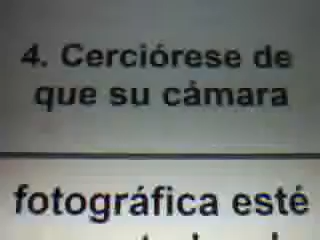 4. Cerciórese de
que su cámara
fotográfica esté